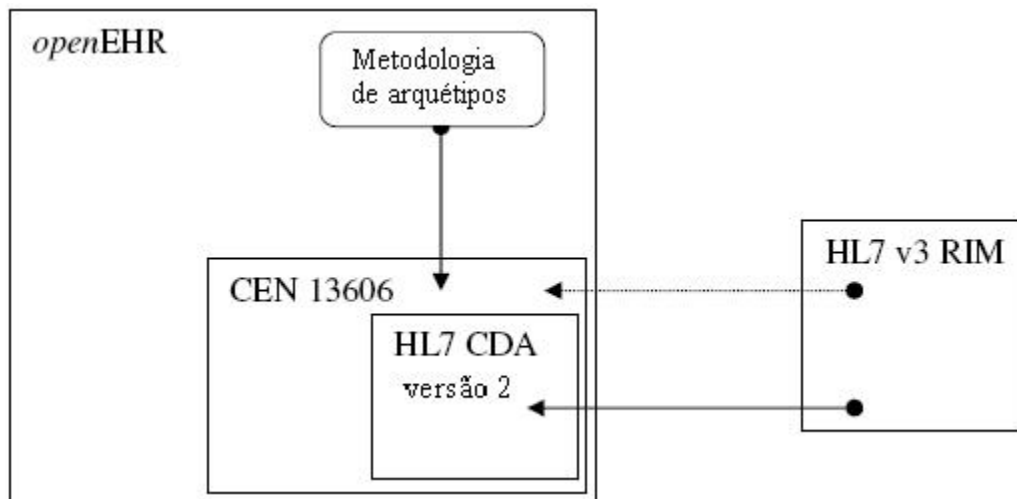 openEHR
Metodologia
de arquétipos
CEN 13606
HL7 CDA
versão 2
HL7 v3 RIM